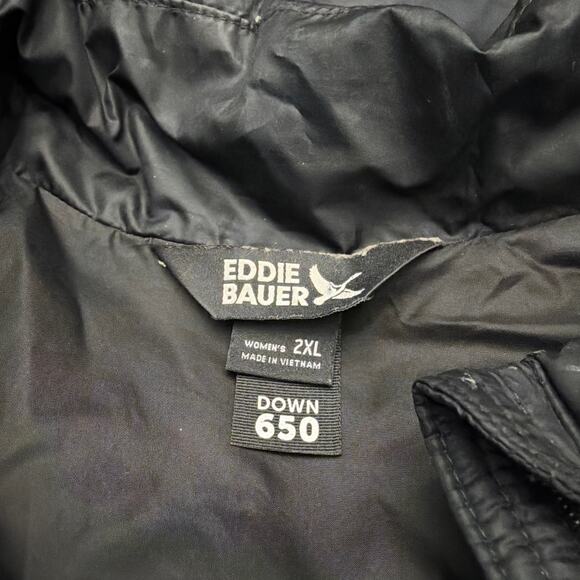 EDDIE
BAUER
WOMEN'S 2XL
MADE IN VIETNAM
DOWN
650